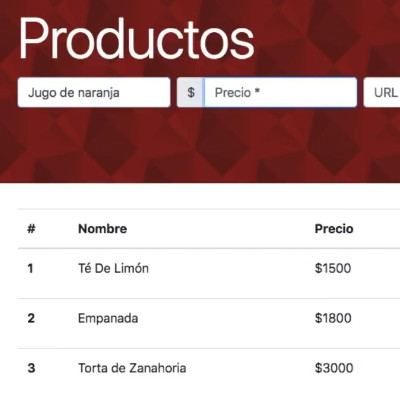 Productos
Jugo de naranja $ Precio * URL
# Nombre Precio
1 Té De Limón $1500
2 Empanada $1800
3 Torta de Zanahoria $3000